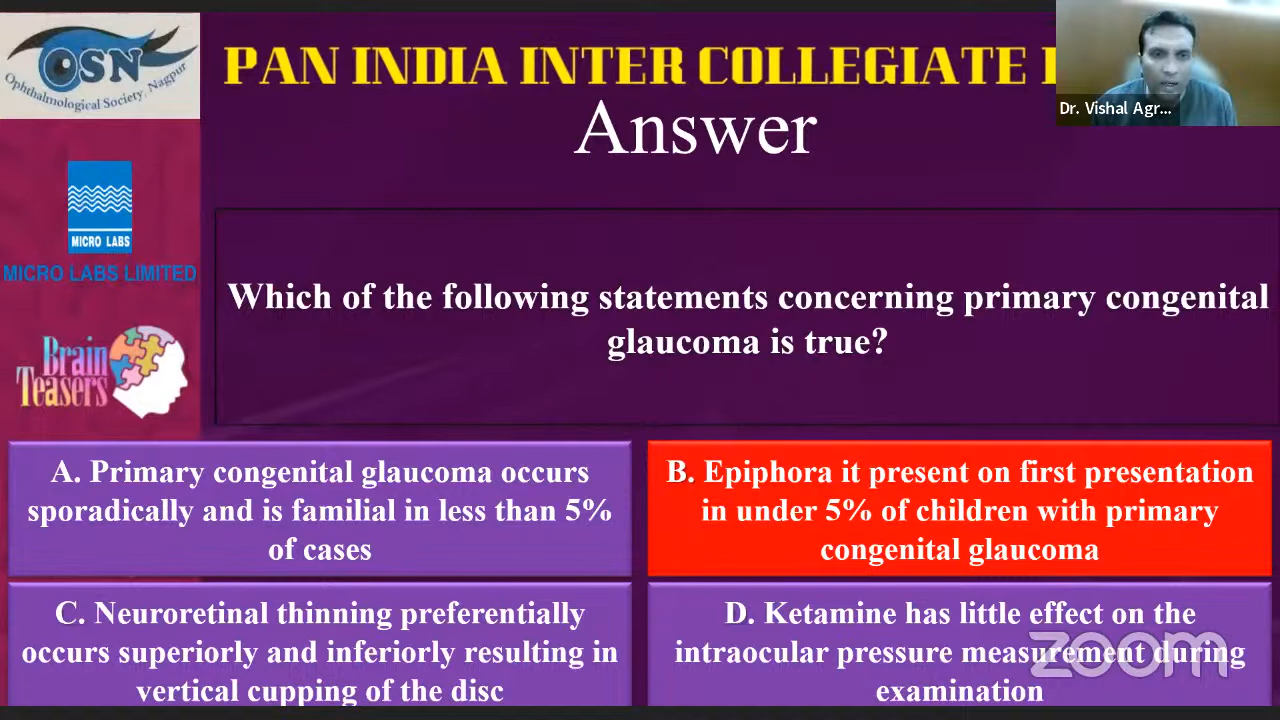 OSN
Ophthalmological Society, Nagpur
PAN INDIA INTER COLLEGIATE
Dr. Vishal Agr...
Answer
MICRO LABS
MICRO LABS LIMITED
Brain
Teasers
Which of the following statements concerning primary congenital
glaucoma is true?
A. Primary congenital glaucoma occurs
sporadically and is familial in less than 5%
of cases
B. Epiphora it present on first presentation
in under 5% of children with primary
congenital glaucoma
C. Neuroretinal thinning preferentially
occurs superiorly and inferiorly resulting in
vertical cupping of the disc
D. Ketamine has little effect on the
intraocular pressure measurement during
examination
zoom